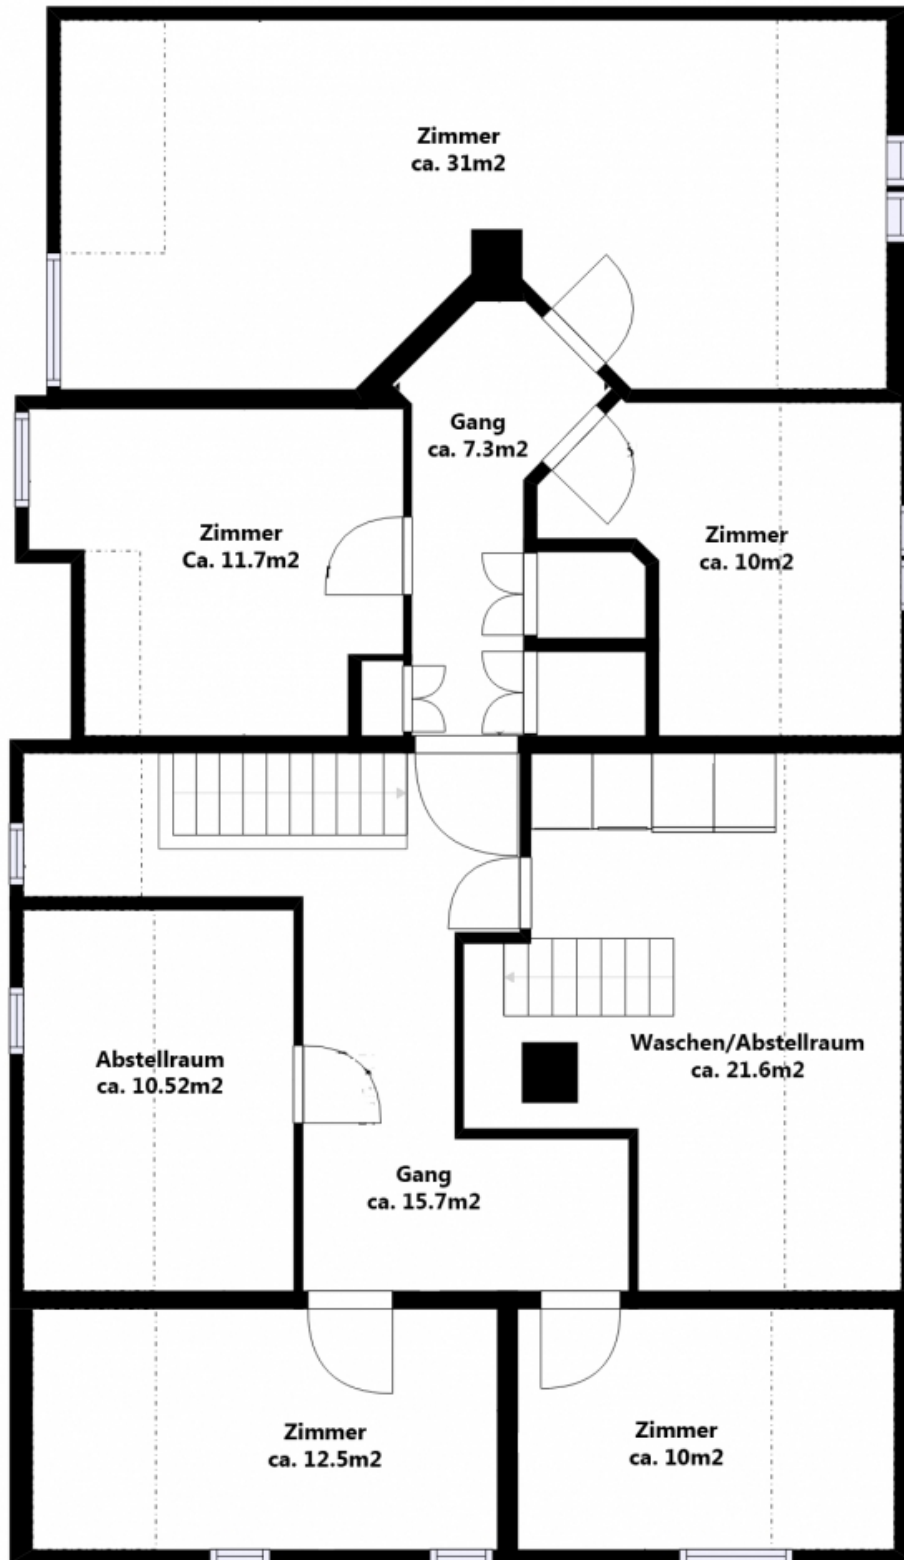 Zimmer
ca. 31m2
Gang
ca. 7.3m2
Zimmer
Ca. 11.7m2
Zimmer
ca. 10m2
Waschen/Abstellraum
ca. 21.6m2
Abstellraum
ca. 10.52m2
Gang
ca. 15.7m2
Zimmer
ca. 12.5m2
Zimmer
ca. 10m2